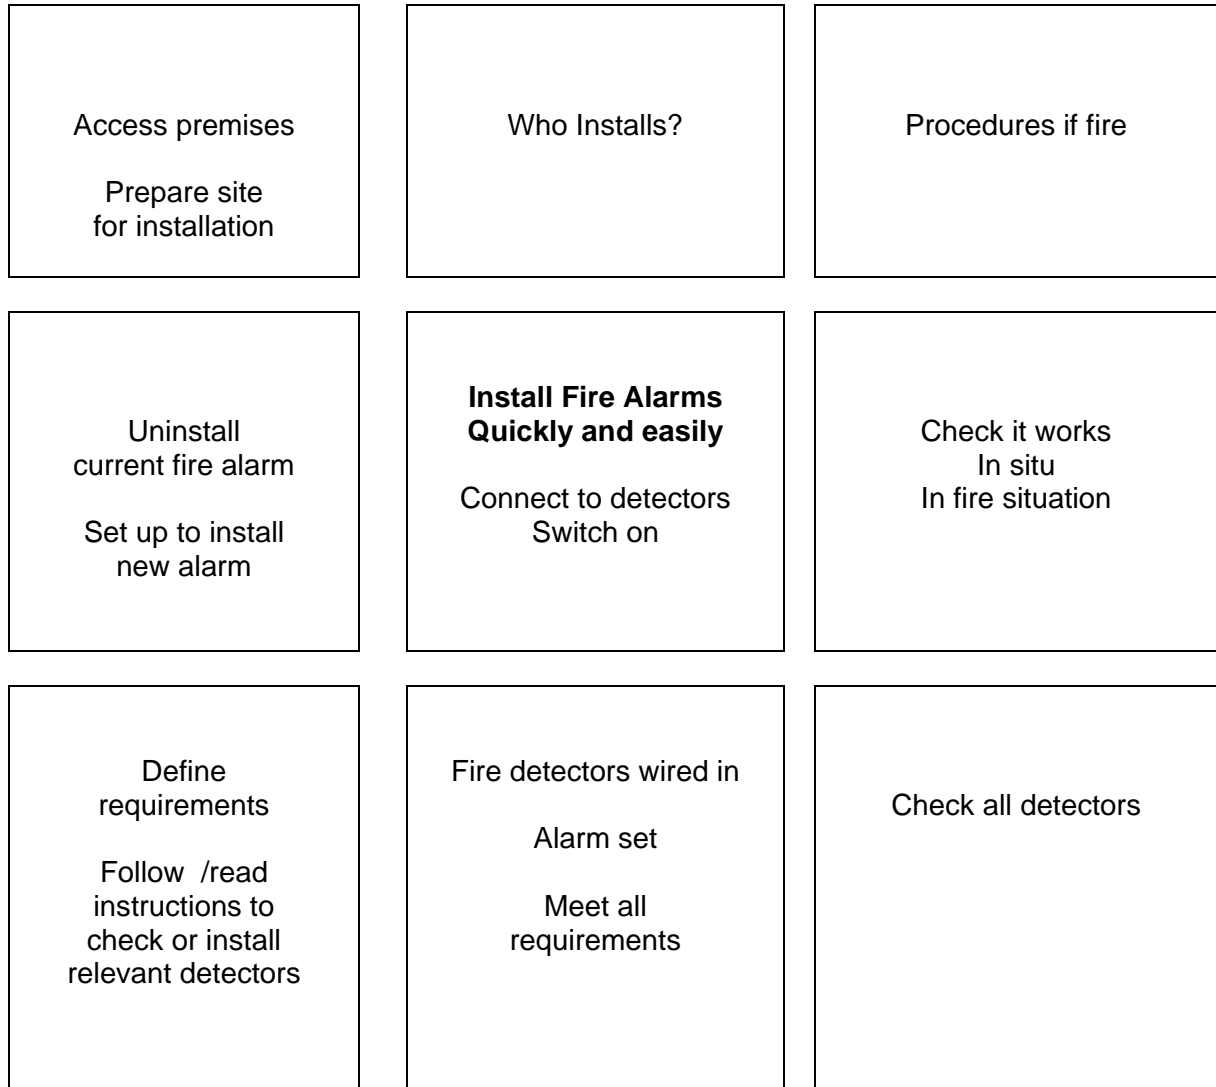 Access premises
Prepare site
for installation
Who Installs?
Procedures if fire
Uninstall
current fire alarm
Set up to install
new alarm
Install Fire Alarms
Quickly and easily
Connect to detectors
Switch on
Check it works
In situ
In fire situation
Define
requirements
Follow  /read
instructions to
check or install
relevant detectors
Fire detectors wired in
Alarm set
Meet all
requirements
Check all detectors